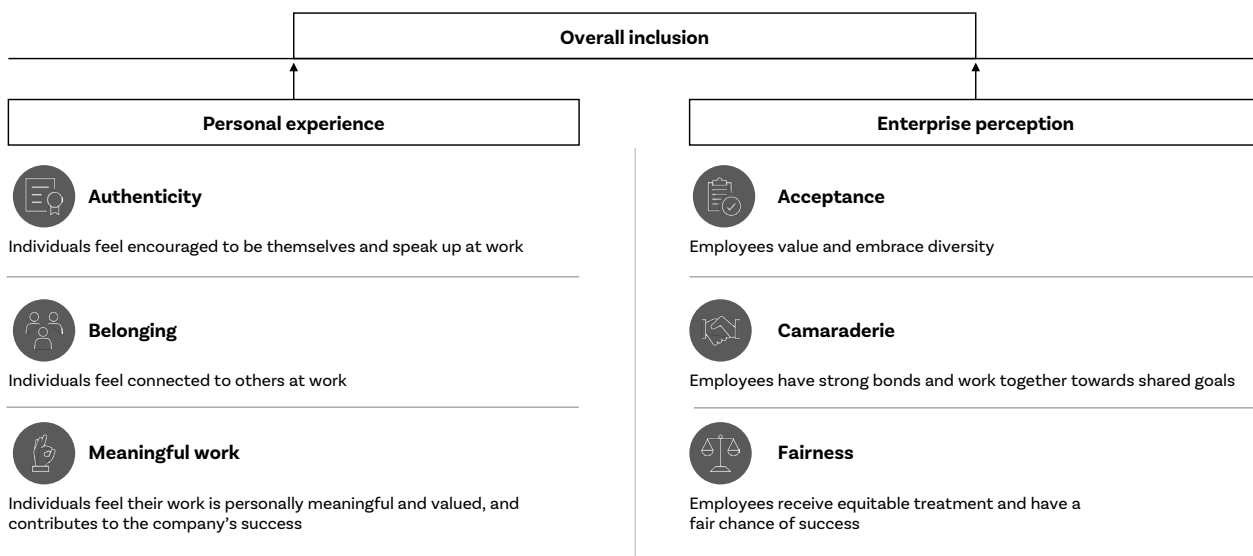 Overall inclusion
Personal experience
Authenticity
Individuals feel encouraged to be themselves and speak up at work
Belonging
Individuals feel connected to others at work
Meaningful work
Individuals feel their work is personally meaningful and valued, and
contributes to the company’s success
Enterprise perception
Acceptance
Employees value and embrace diversity
Camaraderie
Employees have strong bonds and work together towards shared goals
Fairness
Employees receive equitable treatment and have a
fair chance of success